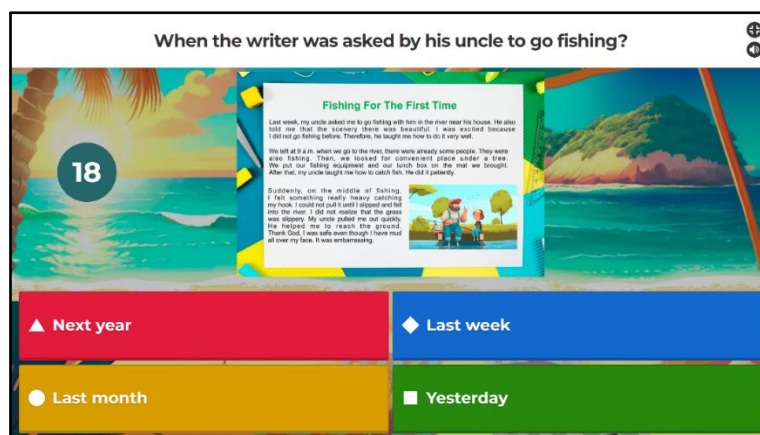 When the writer was asked by his uncle to go fishing?
18
Fishing For The First Time
Last week, my uncle asked me to go fishing with him in the river near his house. He also
told me that the scenery there was beautiful. I was excited because
I did not go fishing before. Therefore, he taught me how to do it very well.
We left at 9 a.m. when we go to the river, there were already some people. They were
also fishing. Then, we looked for convenient place under a tree.
We put our fishing equipment and our lunch box on the mat we brought.
After that, my uncle taught me how to catch fish. He did it patiently.
Suddenly, on the middle of fishing,
I felt something really heavy catching
my hook. I could not pull it until I slipped and fell
into the river. I did not realize that the grass
was slippery. My uncle pulled me out quickly.
He helped me to reach the ground.
Thank God, I was safe even though I have mud
all over my face. It was embarrassing.
Next year
Last week
Last month
Yesterday